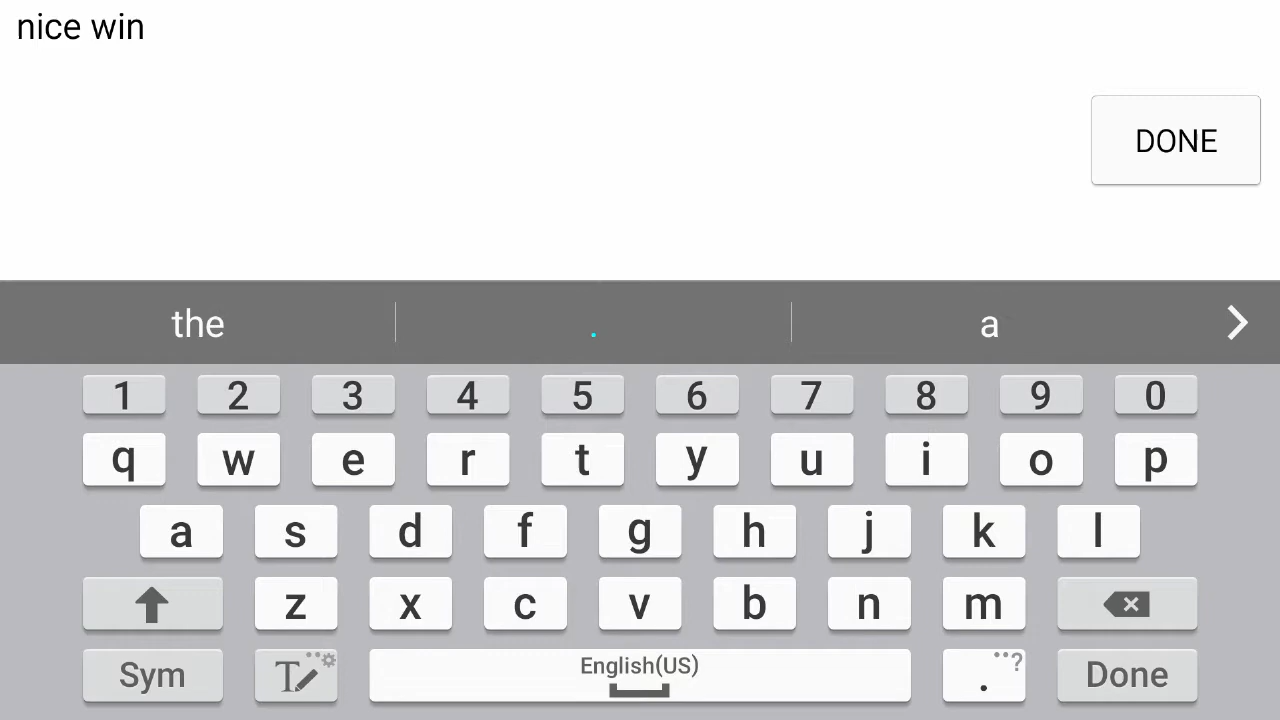 nice win
DONE
the . a
1 2 3 4 5 6 7 8 9 0
q w e r t y u i o p
a s d f g h j k l
z x c v b n m
Sym T English(US) . ? Done